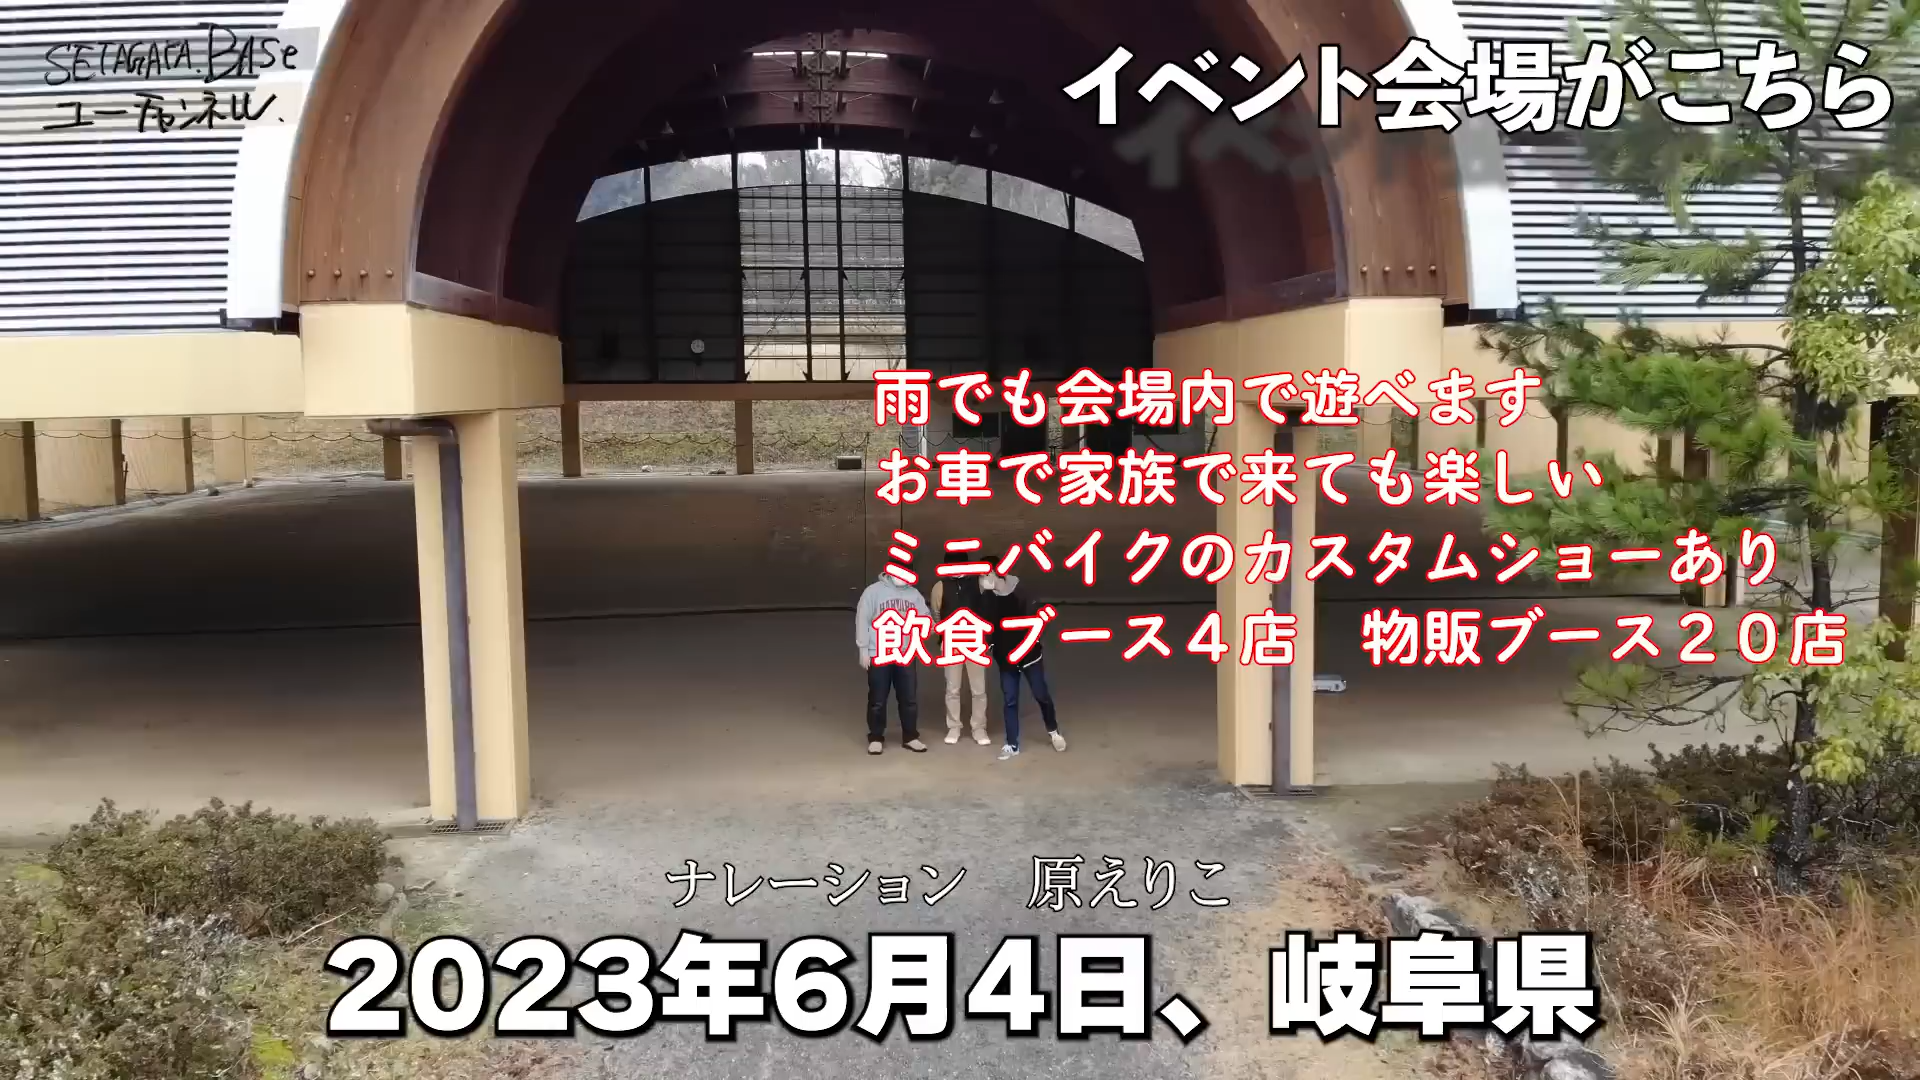 SETAGAYA.BASe
ユーチャンネル.
イベント会場がこちら
雨でも会場内で遊べます
お車で家族で来ても楽しい
ミニバイクのカスタムショーあり
飲食ブース４店　物販ブース２０店
ナレーション　原えりこ
2023年6月4日、岐阜県